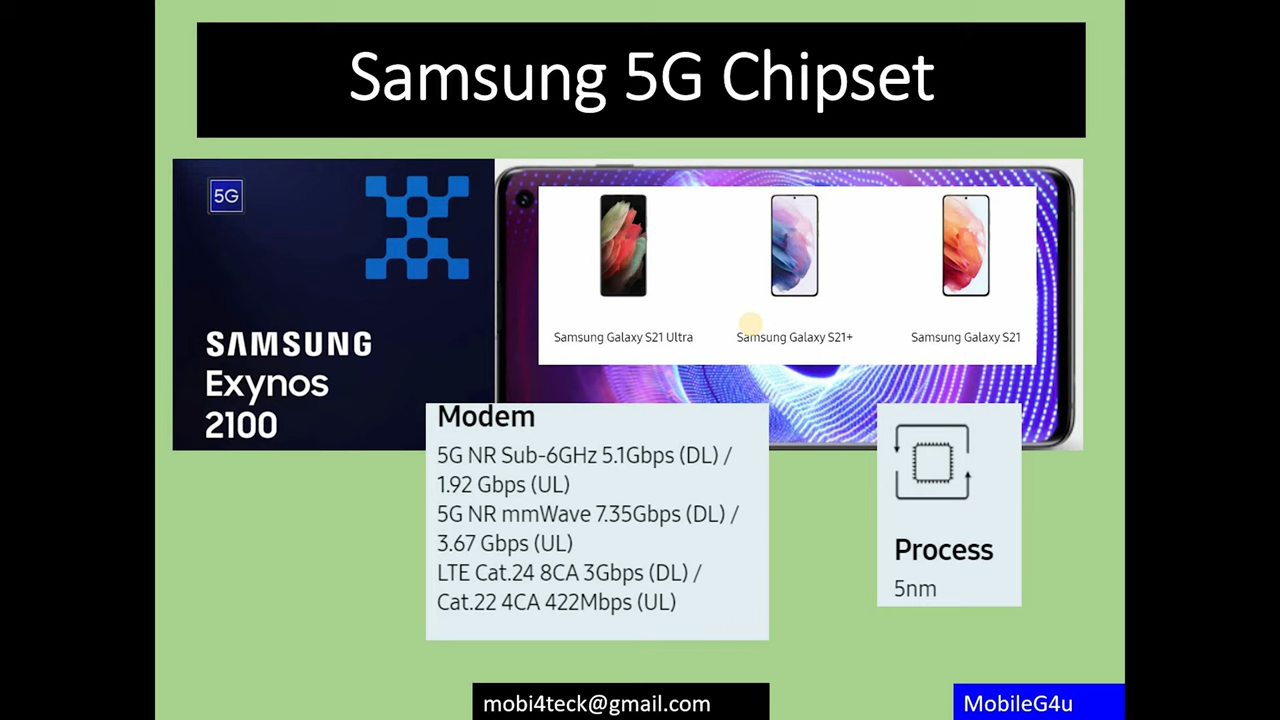 Samsung 5G Chipset
5G
SAMSUNG
Exynos
2100
Samsung Galaxy S21 Ultra
Samsung Galaxy S21+
Samsung Galaxy S21
Modem
5G NR Sub-6GHz 5.1Gbps (DL) /
1.92 Gbps (UL)
5G NR mmWave 7.35Gbps (DL) /
3.67 Gbps (UL)
LTE Cat.24 8CA 3Gbps (DL) /
Cat.22 4CA 422Mbps (UL)
Process
5nm
mobi4teck@gmail.com
MobileG4u